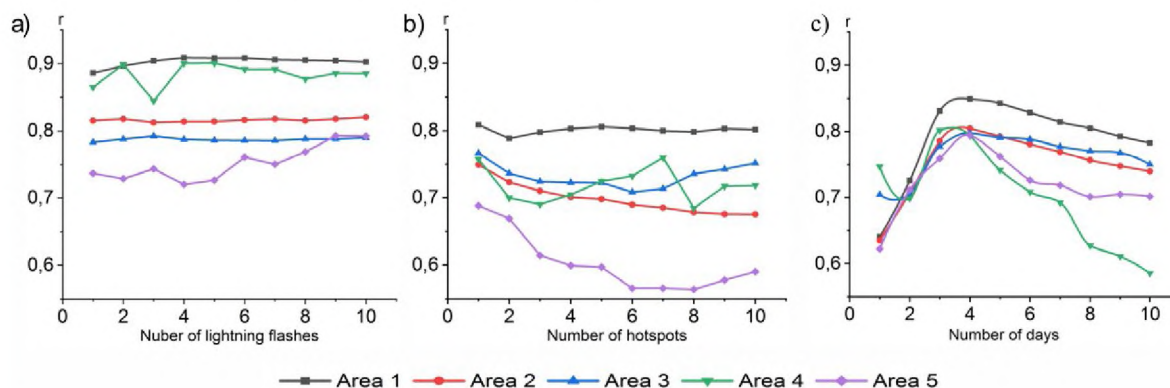 a)
r
0,9
0,8
0,7
0,6
0 2 4 6 8 10
Nuber of lightning flashes
b)
r
0,9
0,8
0,7
0,6
0 2 4 6 8 10
Number of hotspots
c)
r
0,9
0,8
0,7
0,6
0 2 4 6 8 10
Number of days
Area 1 Area 2 Area 3 Area 4 Area 5